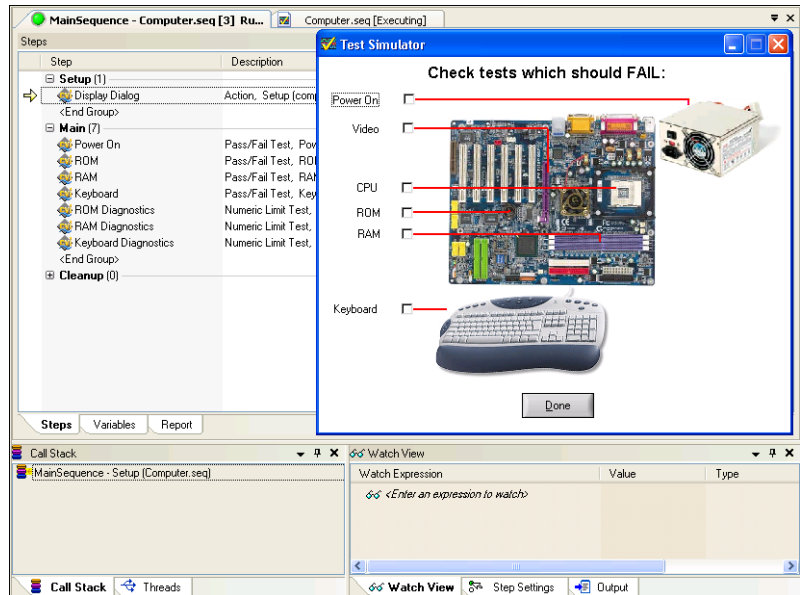 MainSequence - Computer.seq [3] Ru...
Computer.seq [Executing]
Steps
Step Description
Setup (1)
Display Dialog Action, Setup (comp
<End Group>
Main (7)
Power On Pass/Fail Test, Pow
ROM Pass/Fail Test, ROM
RAM Pass/Fail Test, RAM
Keyboard Pass/Fail Test, Key
ROM Diagnostics Numeric Limit Test,
RAM Diagnostics Numeric Limit Test,
Keyboard Diagnostics Numeric Limit Test,
<End Group>
Cleanup (0)
Steps Variables Report
Test Simulator
Check tests which should FAIL:
Power On
Video
CPU
ROM
RAM
Keyboard
Done
Call Stack
MainSequence - Setup (Computer.seq)
Call Stack Threads
Watch View
Watch Expression Value Type
<Enter an expression to watch>
Watch View Step Settings Output